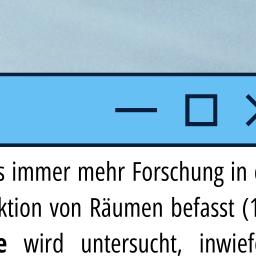 s immer mehr Forschung in
ktion von Räumen befasst (1
e wird untersucht, inwief